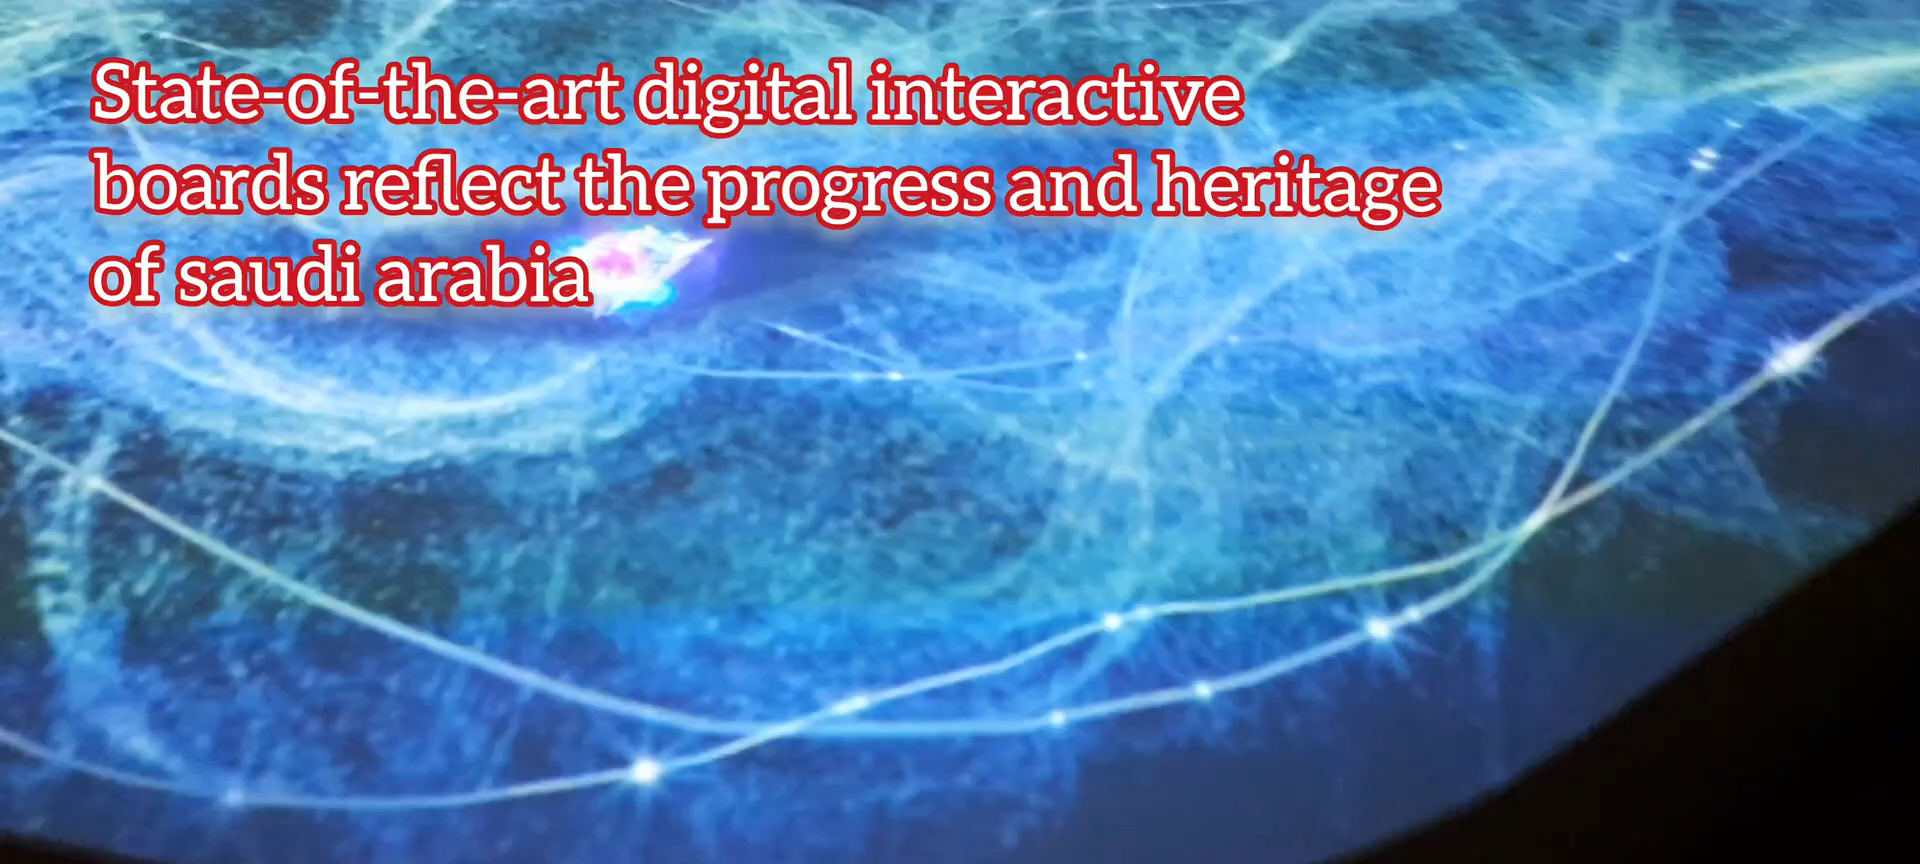 State-of-the-art digital interactive
boards reflect the progress and heritage
of saudi arabia